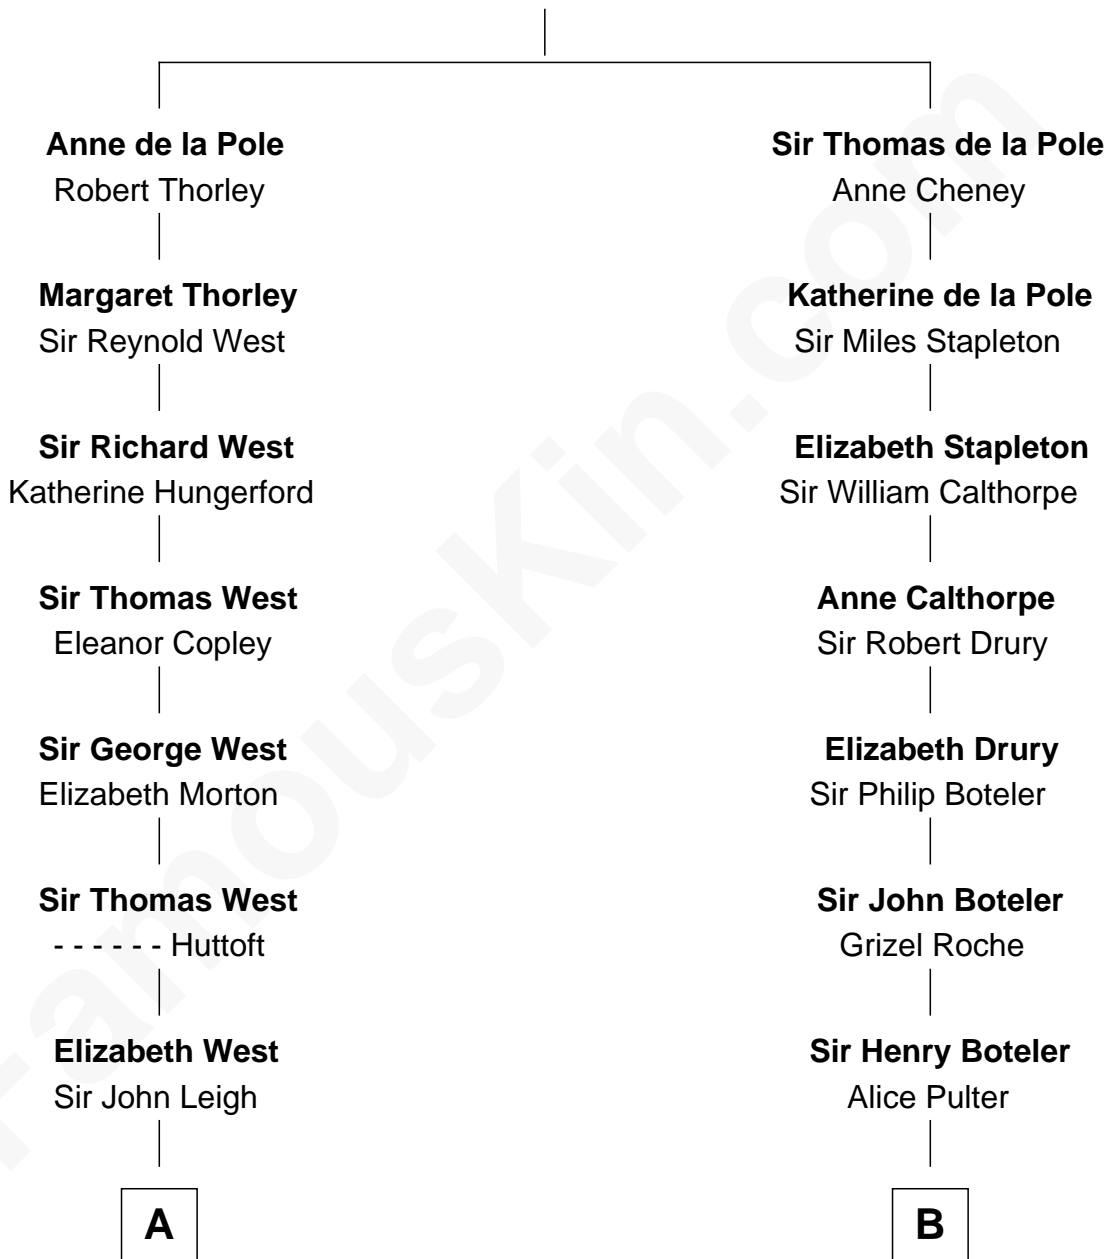 Anne de la Pole
Robert Thorley
Margaret Thorley
Sir Reynold West
Sir Richard West
Katherine Hungerford
Sir Thomas West
Eleanor Copley
Sir George West
Elizabeth Morton
Sir Thomas West
- - - - - - Huttoft
Elizabeth West
Sir John Leigh
A
Sir Thomas de la Pole
Anne Cheney
Katherine de la Pole
Sir Miles Stapleton
Elizabeth Stapleton
Sir William Calthorpe
Anne Calthorpe
Sir Robert Drury
Elizabeth Drury
Sir Philip Boteler
Sir John Boteler
Grizel Roche
Sir Henry Boteler
Alice Pulter
B
FamousKin.com